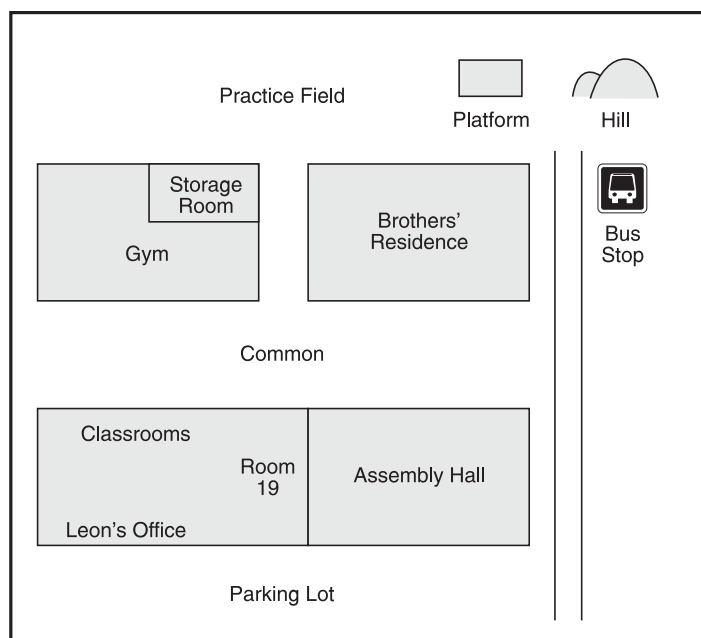 Practice Field
Platform
Hill
Storage
Room
Gym
Brothers'
Residence
Bus
Stop
Common
Classrooms
Room
19
Assembly Hall
Leon's Office
Parking Lot